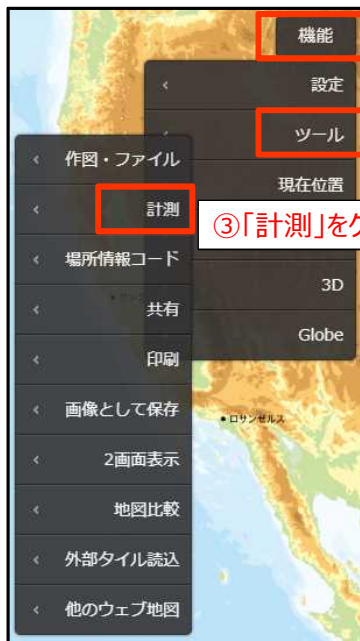 機能
設定
ツール
現在位置
3D
Globe
作図・ファイル
計測
場所情報コード
共有
印刷
画像として保存
2画面表示
地図比較
外部タイル読込
他のウェブ地図
③「計測」をク
ロサンゼルス